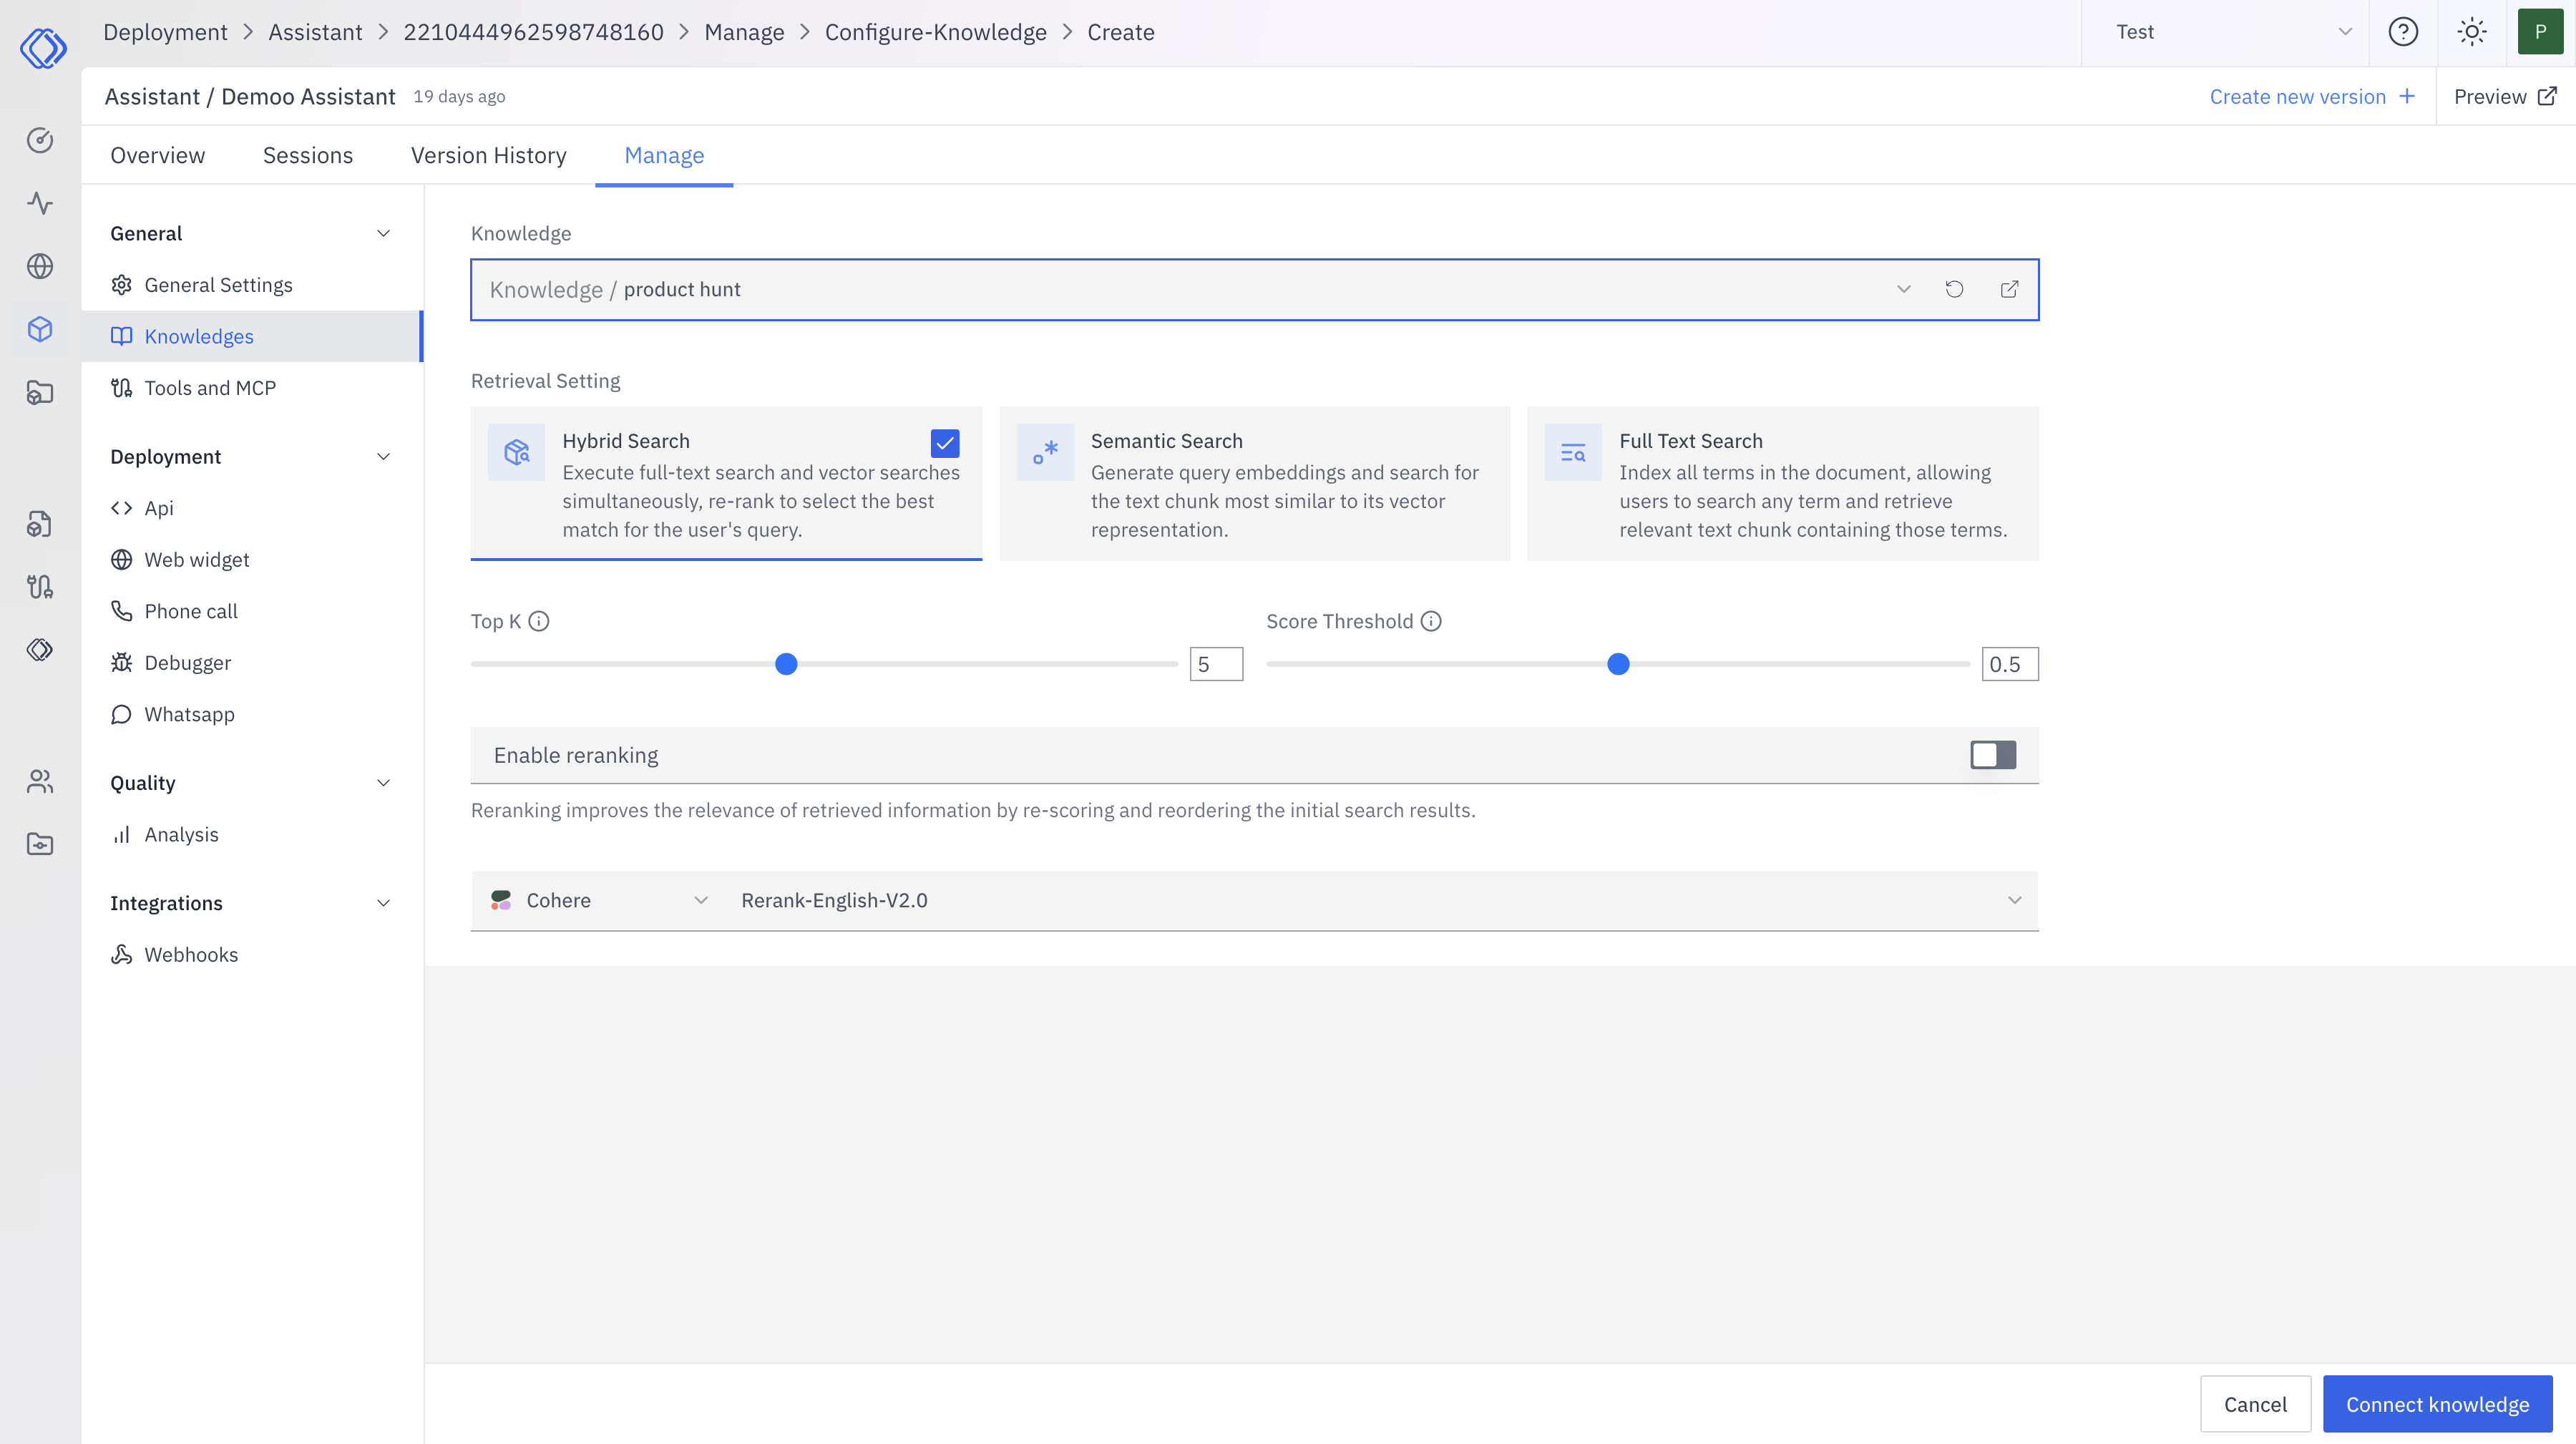 Deployment > Assistant > 2210444962598748160 > Manage > Configure-Knowledge > Create
Test
P
Assistant / Demoo Assistant 19 days ago
Create new version +
Preview
Overview
Sessions
Version History
Manage
General
General Settings
Knowledges
Tools and MCP
Deployment
Api
Web widget
Phone call
Debugger
Whatsapp
Quality
Analysis
Integrations
Webhooks
Knowledge
Knowledge / product hunt
Retrieval Setting
Hybrid Search
Execute full-text search and vector searches
simultaneously, re-rank to select the best
match for the user's query.
Semantic Search
Generate query embeddings and search for
the text chunk most similar to its vector
representation.
Full Text Search
Index all terms in the document, allowing
users to search any term and retrieve
relevant text chunk containing those terms.
Top K
5
Score Threshold
0.5
Enable reranking
Reranking improves the relevance of retrieved information by re-scoring and reordering the initial search results.
Cohere
Rerank-English-V2.0
Cancel
Connect knowledge